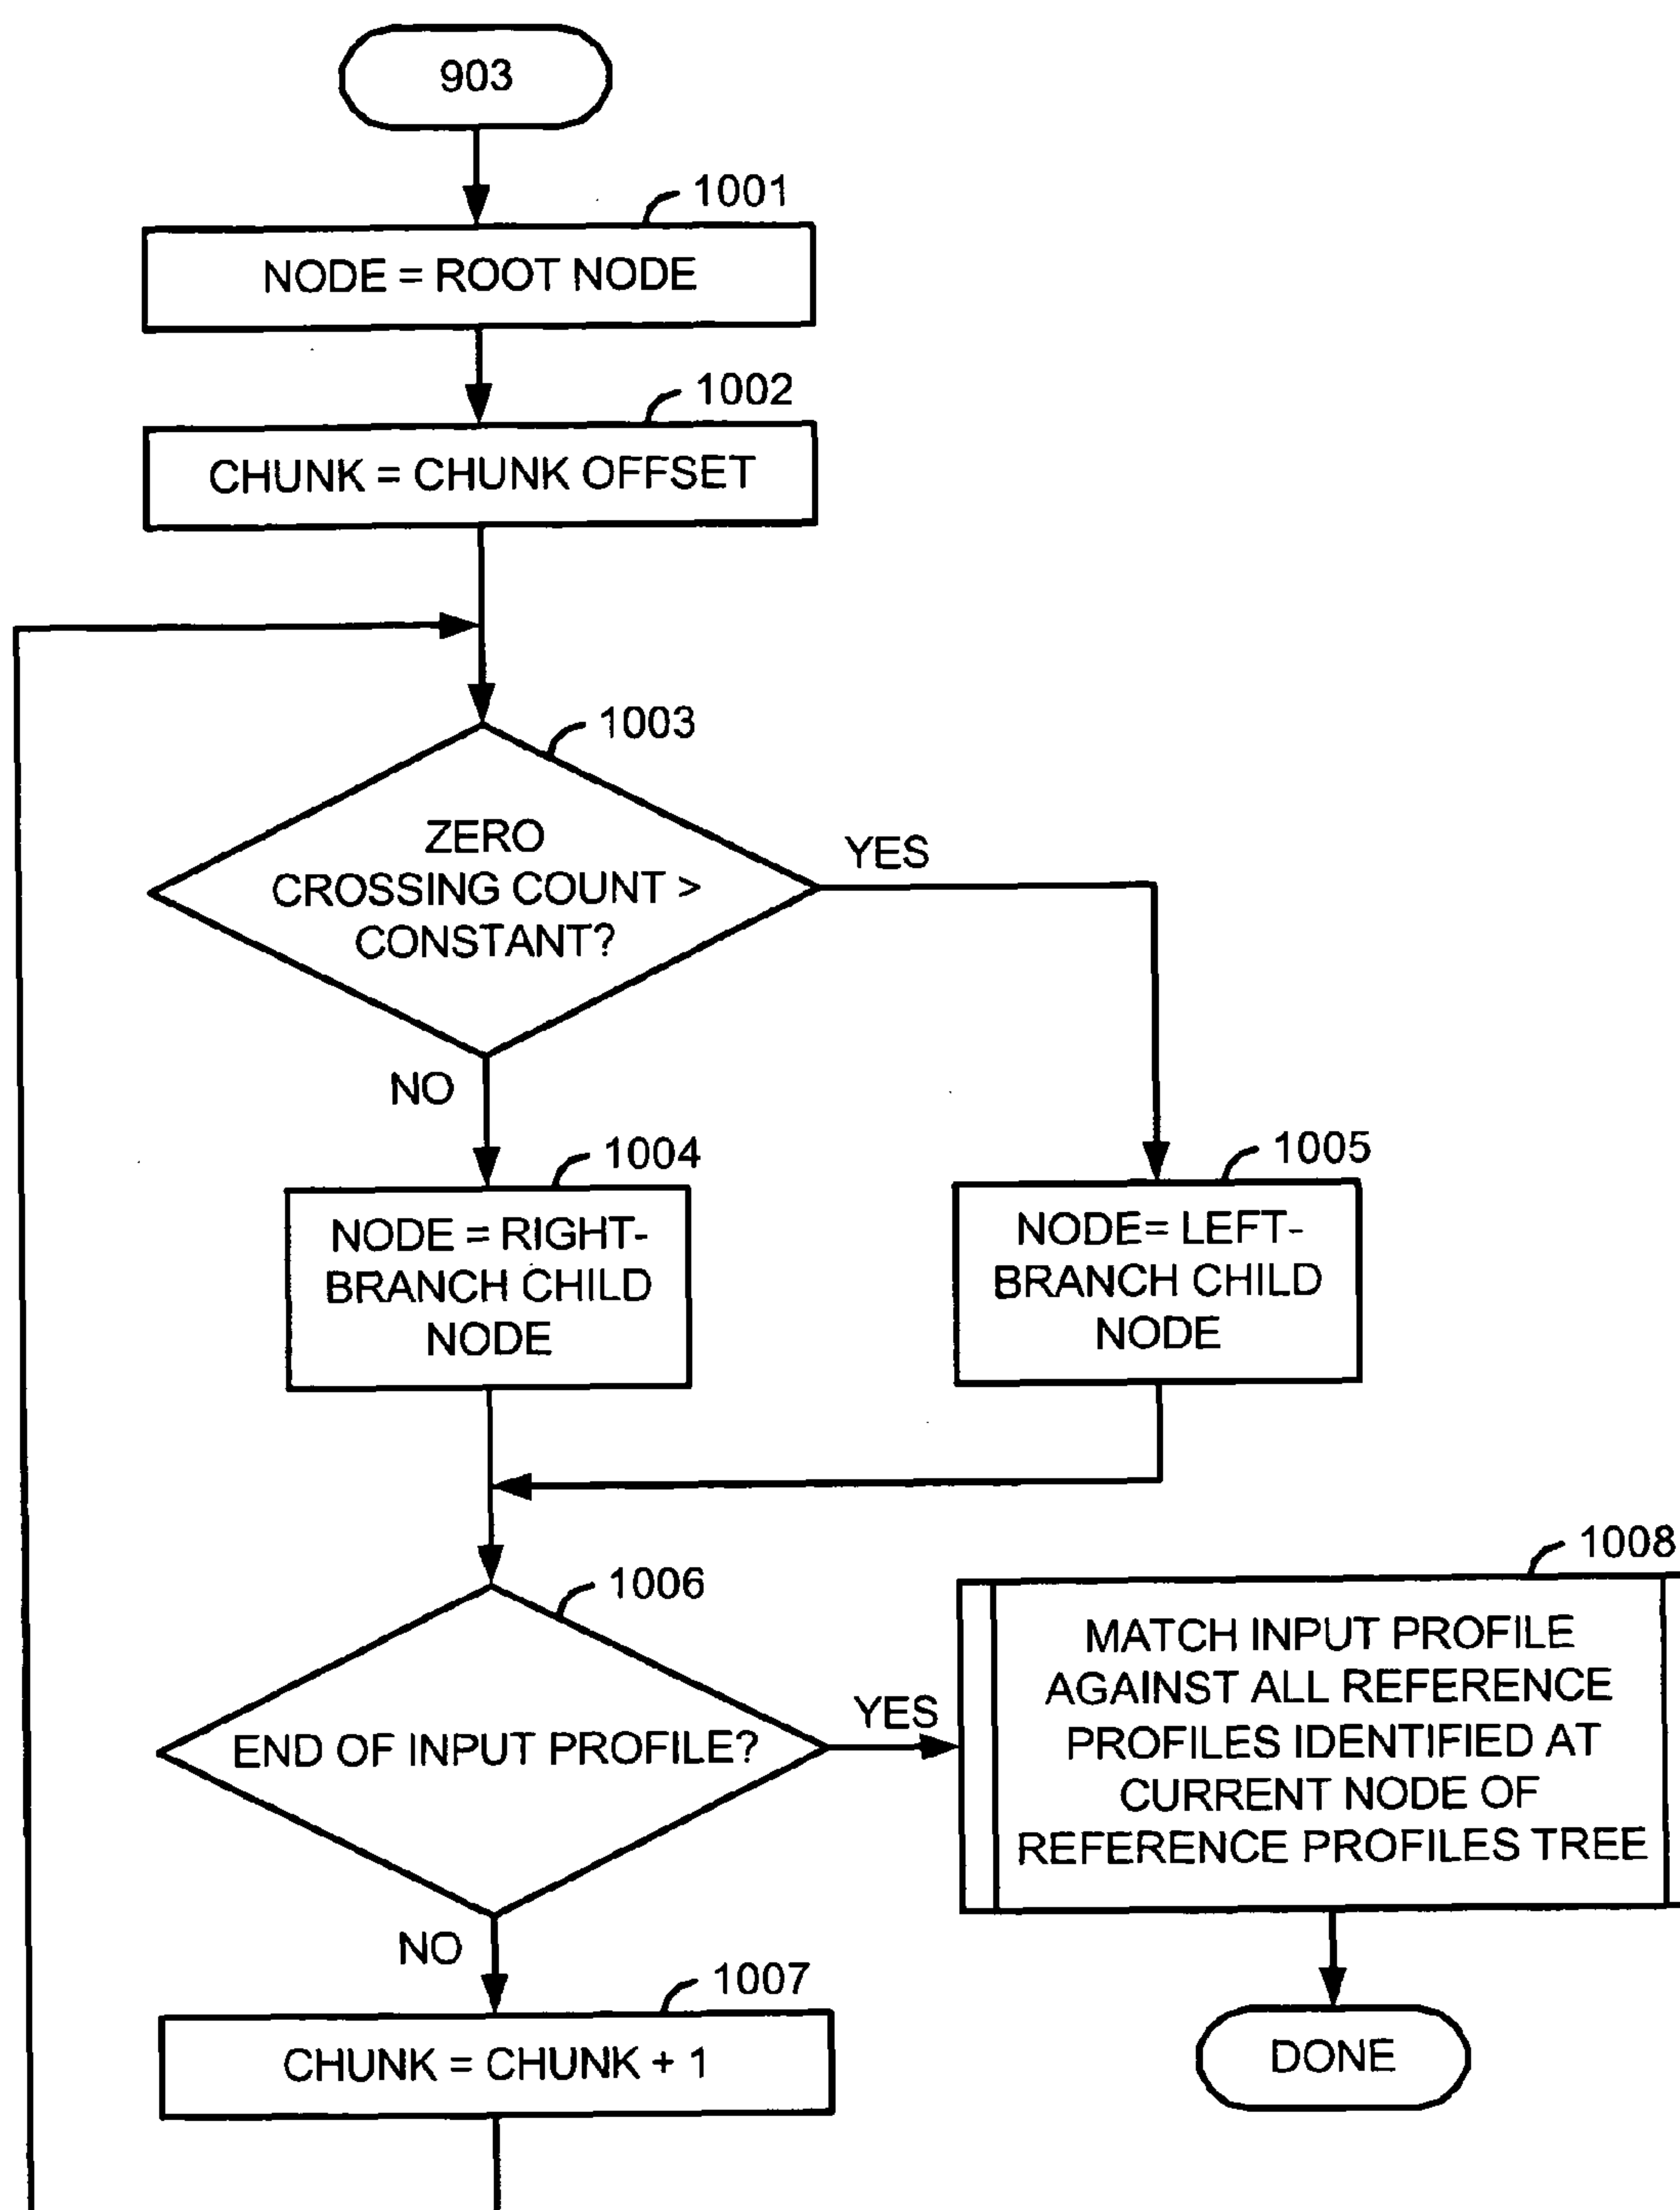 903
1001
NODE = ROOT NODE
1002
CHUNK = CHUNK OFFSET
1003
ZERO
CROSSING COUNT >
CONSTANT?
YES
NO
1004
NODE = RIGHT-
BRANCH CHILD
NODE
1005
NODE= LEFT-
BRANCH CHILD
NODE
1006
END OF INPUT PROFILE?
YES
NO
1008
MATCH INPUT PROFILE
AGAINST ALL REFERENCE
PROFILES IDENTIFIED AT
CURRENT NODE OF
REFERENCE PROFILES TREE
1007
CHUNK = CHUNK + 1
DONE